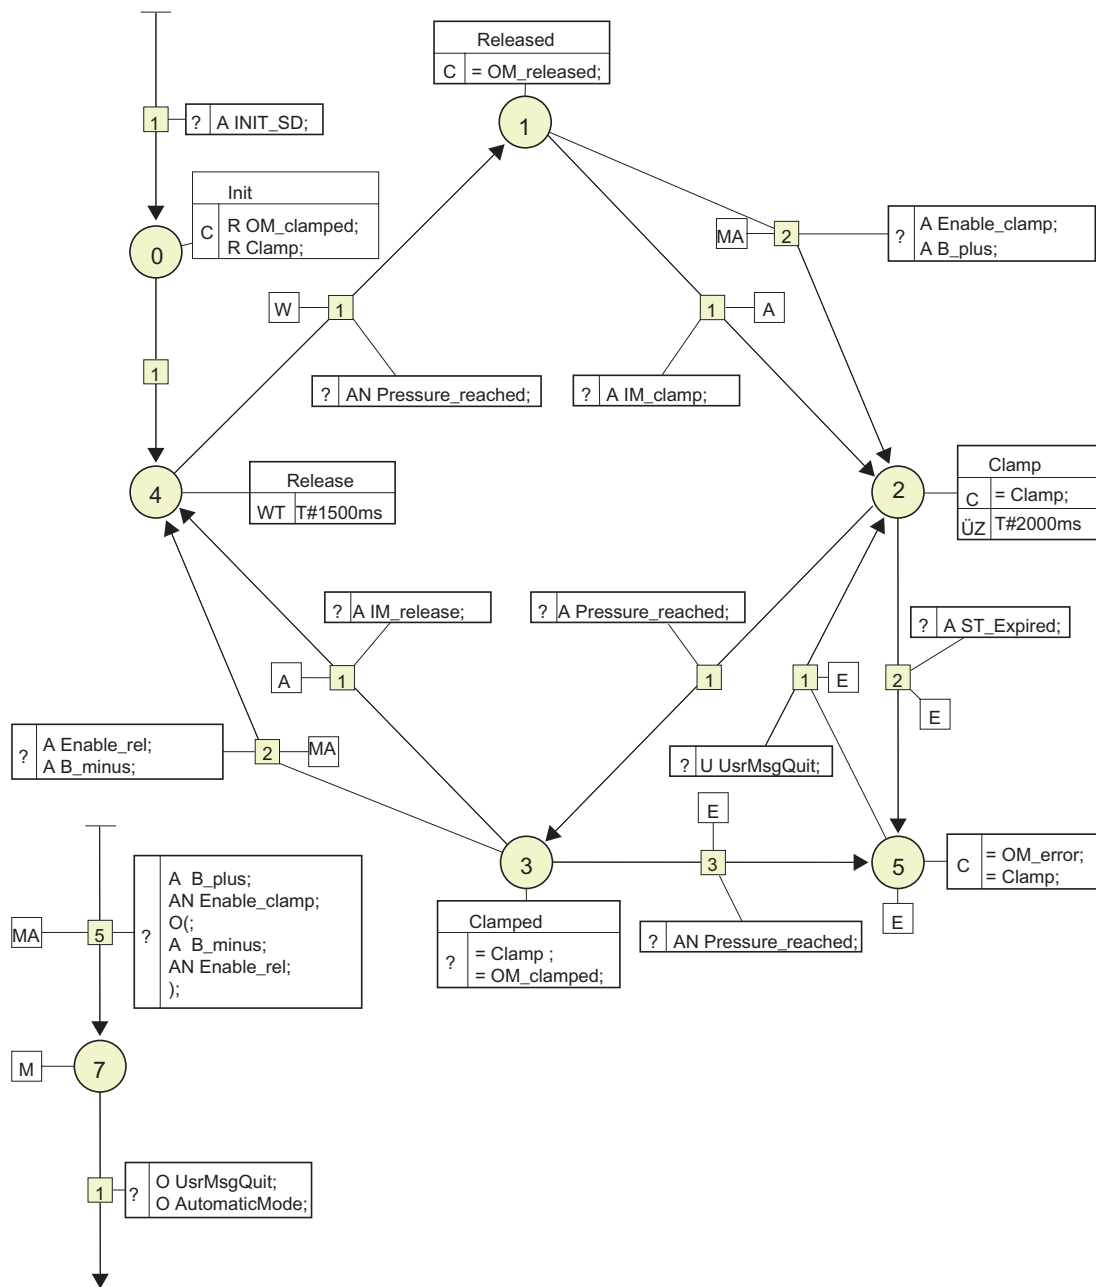 Released
C = OM_released;
1
1
? A INIT_SD;
Init
C
R OM_clamped;
R Clamp;
0
MA
2
?
A Enable_clamp;
A B_plus;
W
1
1
A
1
? AN Pressure_reached;
? A IM_clamp;
4
Release
WT T#1500ms
2
Clamp
C = Clamp;
ÜZ T#2000ms
? A IM_release;
? A Pressure_reached;
? A ST_Expired;
A
1
1
1
E
2
E
?
A Enable_rel;
A B_minus;
2
MA
? U UsrMsgQuit;
E
3
3
5
C
= OM_error;
= Clamp;
E
MA
5
?
A B_plus;
AN Enable_clamp;
O(;
A B_minus;
AN Enable_rel;
);
Clamped
?
= Clamp ;
= OM_clamped;
? AN Pressure_reached;
M
7
1
?
O UsrMsgQuit;
O AutomaticMode;